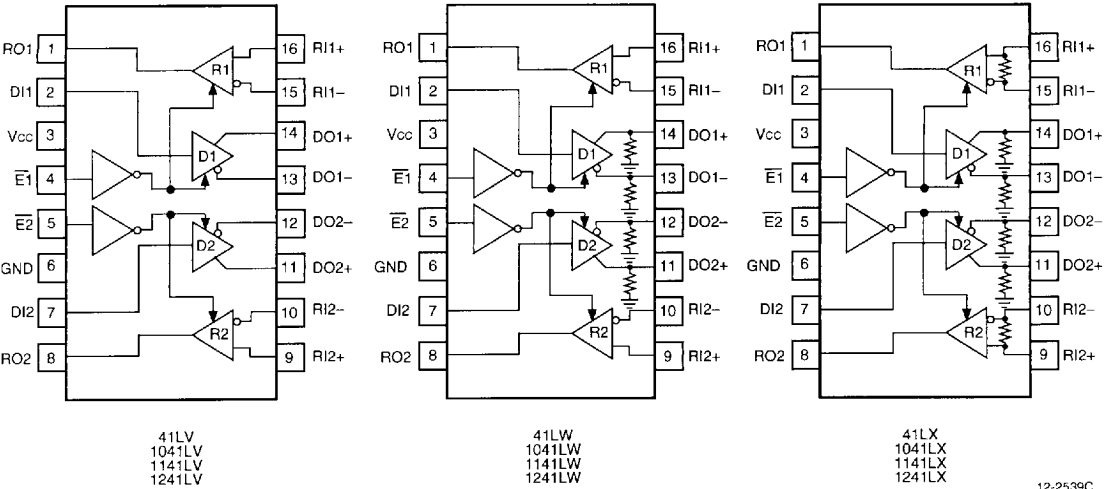 RO1 1 R1 16 RI1+
DI1 2 15 RI1−
Vcc 3 D1 14 DO1+
E̅1̅ 4 13 DO1−
E̅2̅ 5 12 DO2−
GND 6 D2 11 DO2+
DI2 7 10 RI2−
RO2 8 R2 9 RI2+
41LV
1041LV
1141LV
1241LV
RO1 1 R1 16 RI1+
DI1 2 15 RI1−
Vcc 3 D1 14 DO1+
E̅1̅ 4 13 DO1−
E̅2̅ 5 12 DO2−
GND 6 D2 11 DO2+
DI2 7 10 RI2−
RO2 8 R2 9 RI2+
41LW
1041LW
1141LW
1241LW
RO1 1 R1 16 RI1+
DI1 2 15 RI1−
Vcc 3 D1 14 DO1+
E̅1̅ 4 13 DO1−
E̅2̅ 5 12 DO2−
GND 6 D2 11 DO2+
DI2 7 10 RI2−
RO2 8 R2 9 RI2+
41LX
1041LX
1141LX
1241LX
12-2539C